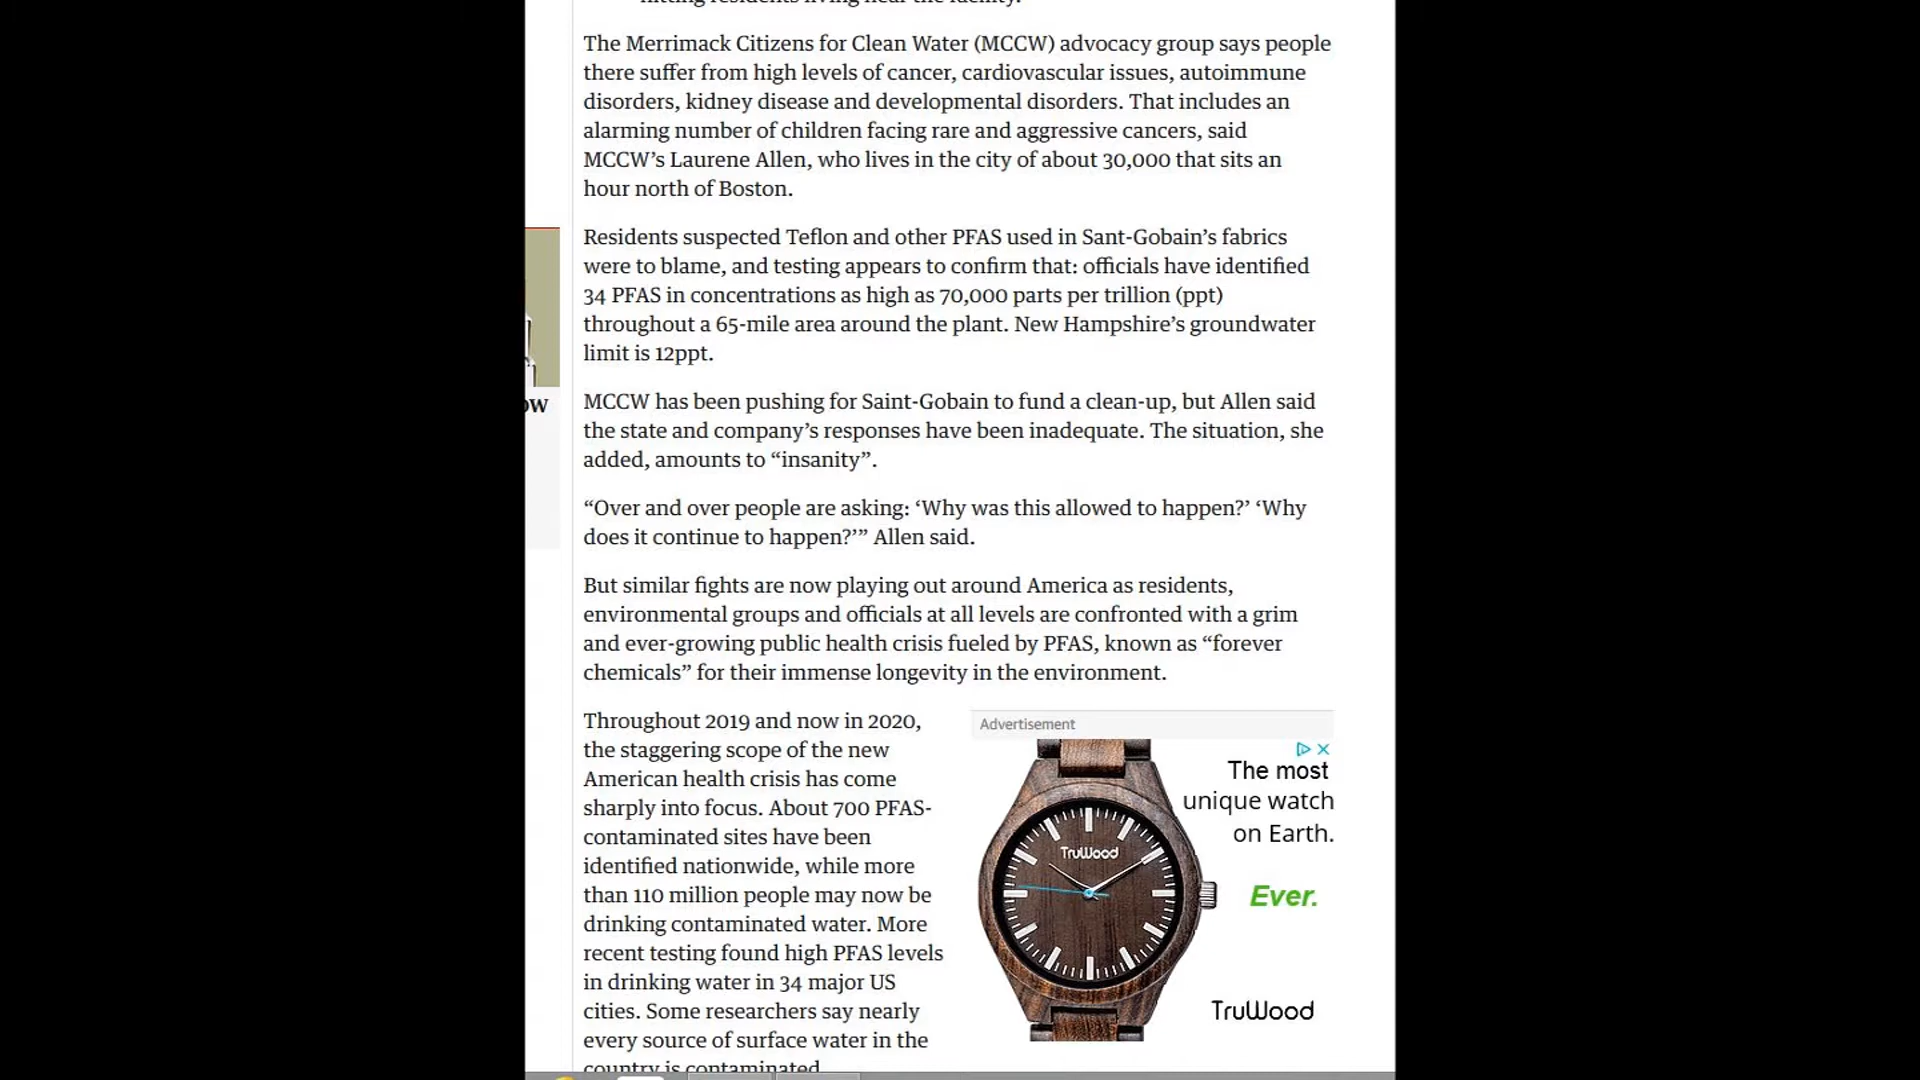 hitting residents living near the facility.
The Merrimack Citizens for Clean Water (MCCW) advocacy group says people
there suffer from high levels of cancer, cardiovascular issues, autoimmune
disorders, kidney disease and developmental disorders. That includes an
alarming number of children facing rare and aggressive cancers, said
MCCW’s Laurene Allen, who lives in the city of about 30,000 that sits an
hour north of Boston.
Residents suspected Teflon and other PFAS used in Sant-Gobain’s fabrics
were to blame, and testing appears to confirm that: officials have identified
34 PFAS in concentrations as high as 70,000 parts per trillion (ppt)
throughout a 65-mile area around the plant. New Hampshire’s groundwater
limit is 12ppt.
MCCW has been pushing for Saint-Gobain to fund a clean-up, but Allen said
the state and company’s responses have been inadequate. The situation, she
added, amounts to “insanity”.
“Over and over people are asking: ‘Why was this allowed to happen?’ ‘Why
does it continue to happen?’” Allen said.
But similar fights are now playing out around America as residents,
environmental groups and officials at all levels are confronted with a grim
and ever-growing public health crisis fueled by PFAS, known as “forever
chemicals” for their immense longevity in the environment.
Throughout 2019 and now in 2020,
the staggering scope of the new
American health crisis has come
sharply into focus. About 700 PFAS-
contaminated sites have been
identified nationwide, while more
than 110 million people may now be
drinking contaminated water. More
recent testing found high PFAS levels
in drinking water in 34 major US
cities. Some researchers say nearly
every source of surface water in the
country is contaminated.
Advertisement
The most
unique watch
on Earth.
Ever.
TruWood
TruWood